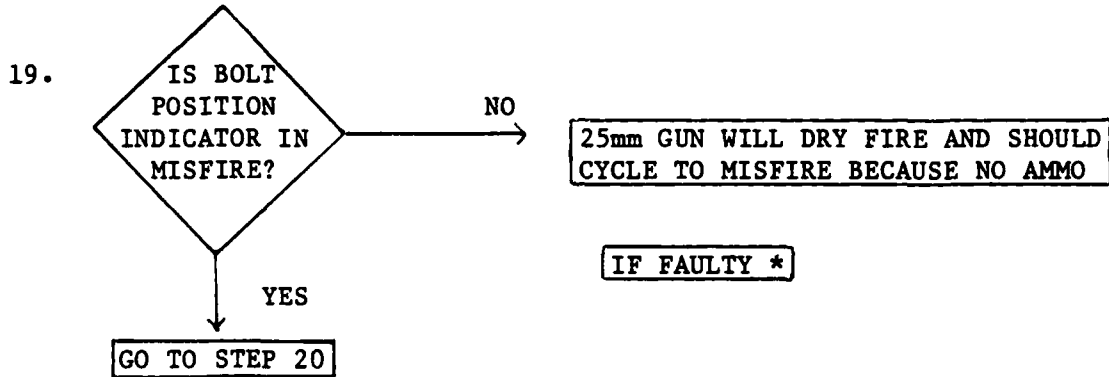 19.
IS BOLT
POSITION
INDICATOR IN
MISFIRE?
NO
25mm GUN WILL DRY FIRE AND SHOULD
CYCLE TO MISFIRE BECAUSE NO AMMO
IF FAULTY *
YES
GO TO STEP 20